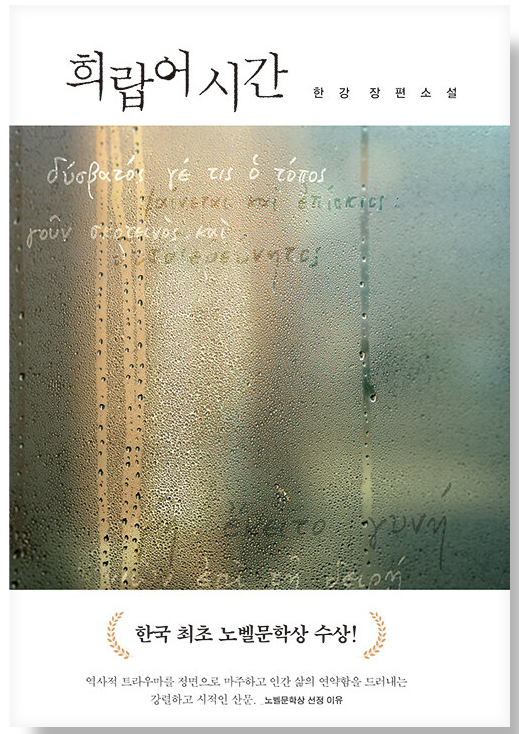 희랍어 시간
한강 장편소설
δύσβατός γέ τις ὁ τόπος
φαίνεται καὶ ἐπίσκιος·
γοῦν σκοτεινὸς καὶ
ἔκειτο γυνή
한국 최초 노벨문학상 수상!
역사적 트라우마를 정면으로 마주하고 인간 삶의 연약함을 드러내는
강렬하고 시적인 산문. _노벨문학상 선정 이유